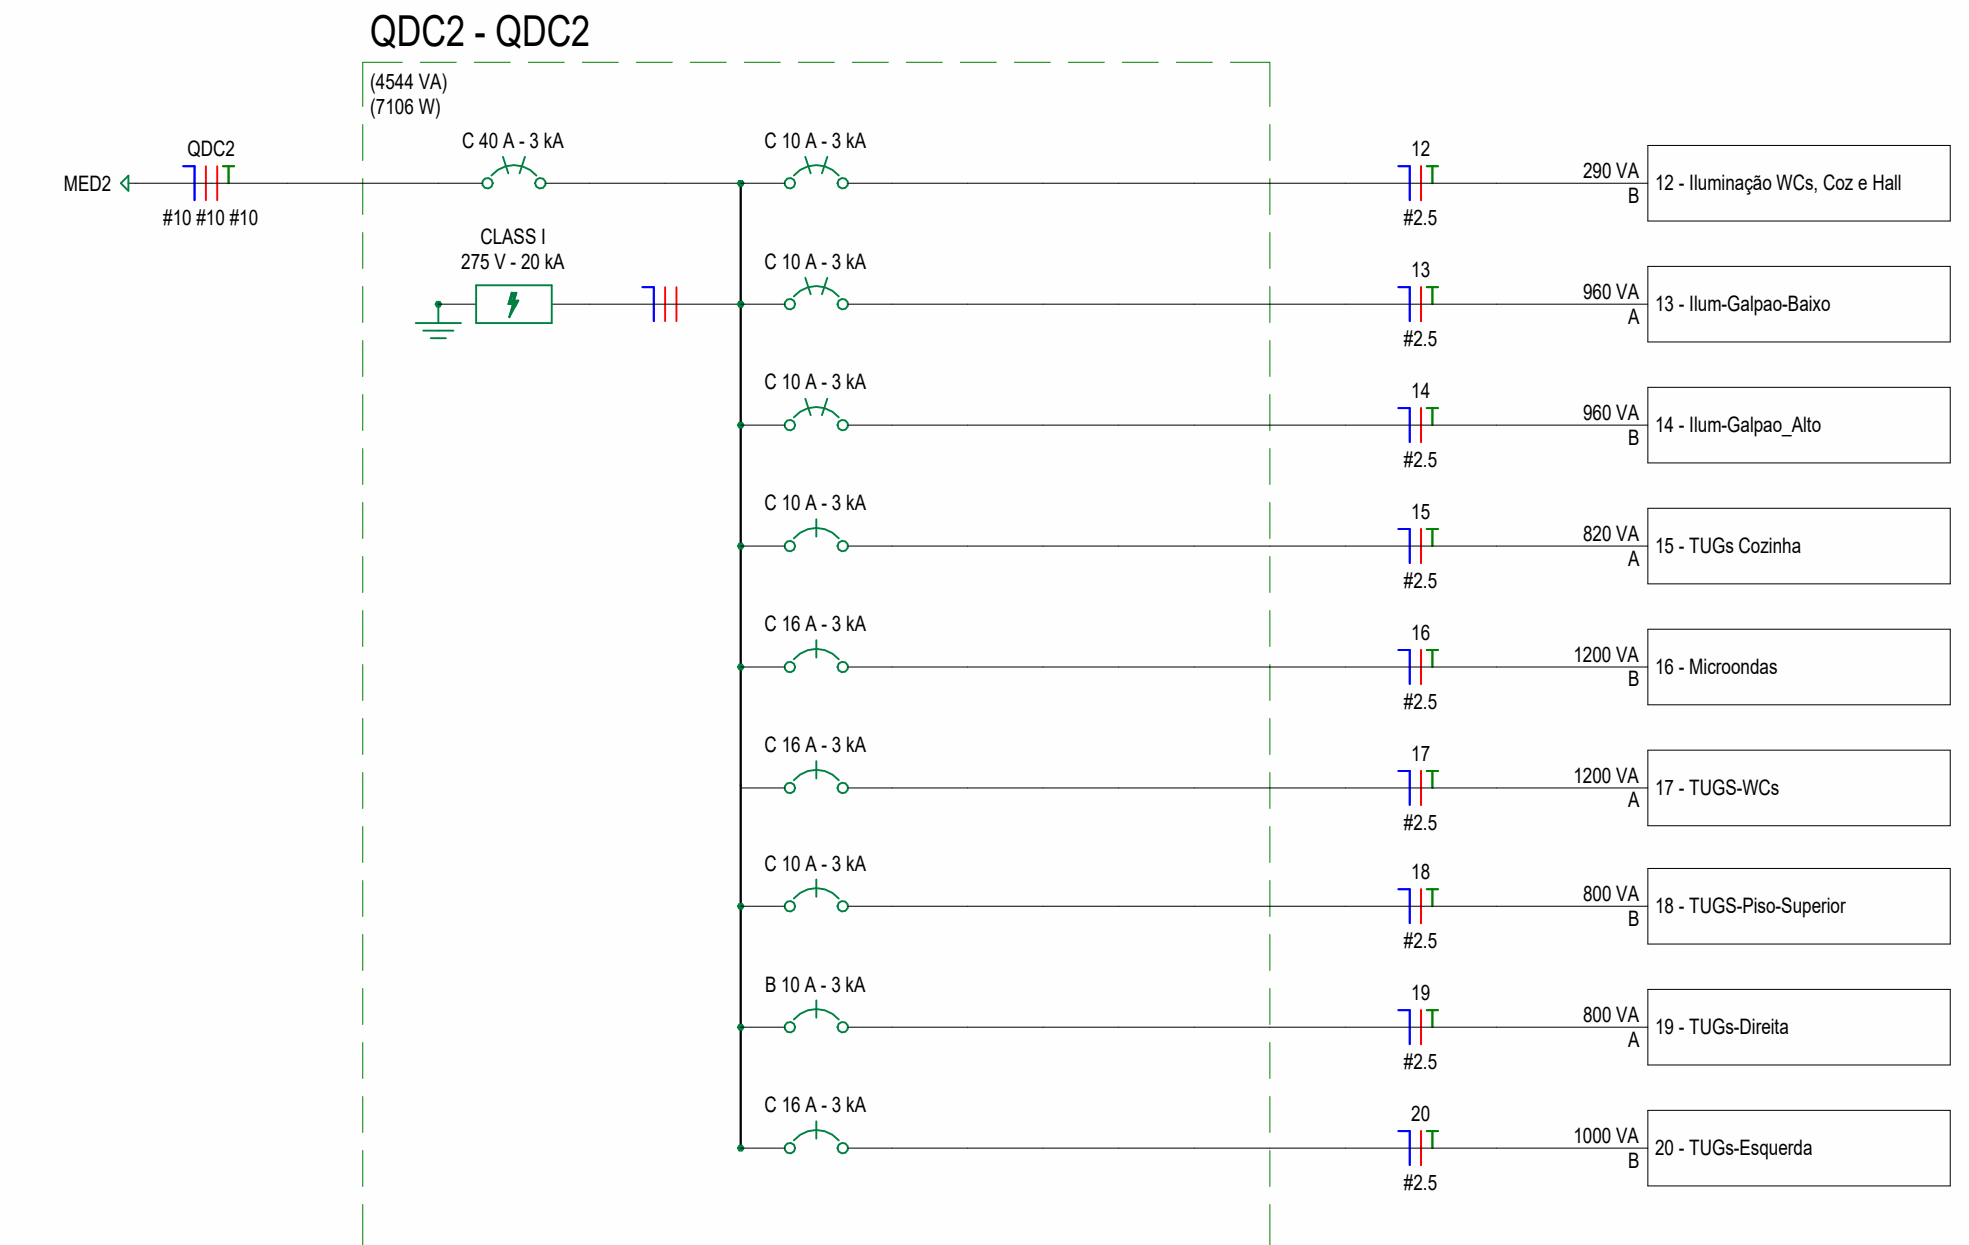 QDC2 - QDC2
(4544 VA)
(7106 W)
MED2
QDC2
#10 #10 #10
C 40 A - 3 kA
CLASS I
275 V - 20 kA
C 10 A - 3 kA
12
#2.5
290 VA
B
12 - Iluminação WCs, Coz e Hall
C 10 A - 3 kA
13
#2.5
960 VA
A
13 - Ilum-Galpao-Baixo
C 10 A - 3 kA
14
#2.5
960 VA
B
14 - Ilum-Galpao_Alto
C 10 A - 3 kA
15
#2.5
820 VA
A
15 - TUGs Cozinha
C 16 A - 3 kA
16
#2.5
1200 VA
B
16 - Microondas
C 16 A - 3 kA
17
#2.5
1200 VA
A
17 - TUGS-WCs
C 10 A - 3 kA
18
#2.5
800 VA
B
18 - TUGS-Piso-Superior
B 10 A - 3 kA
19
#2.5
800 VA
A
19 - TUGs-Direita
C 16 A - 3 kA
20
#2.5
1000 VA
B
20 - TUGs-Esquerda